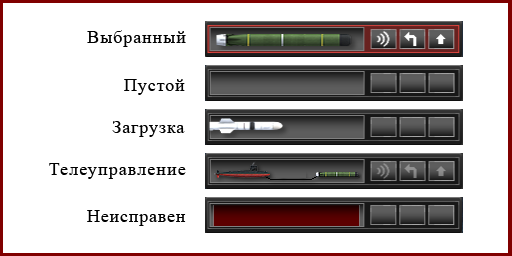 Выбранный
Пустой
Загрузка
Телеуправление
Неисправен